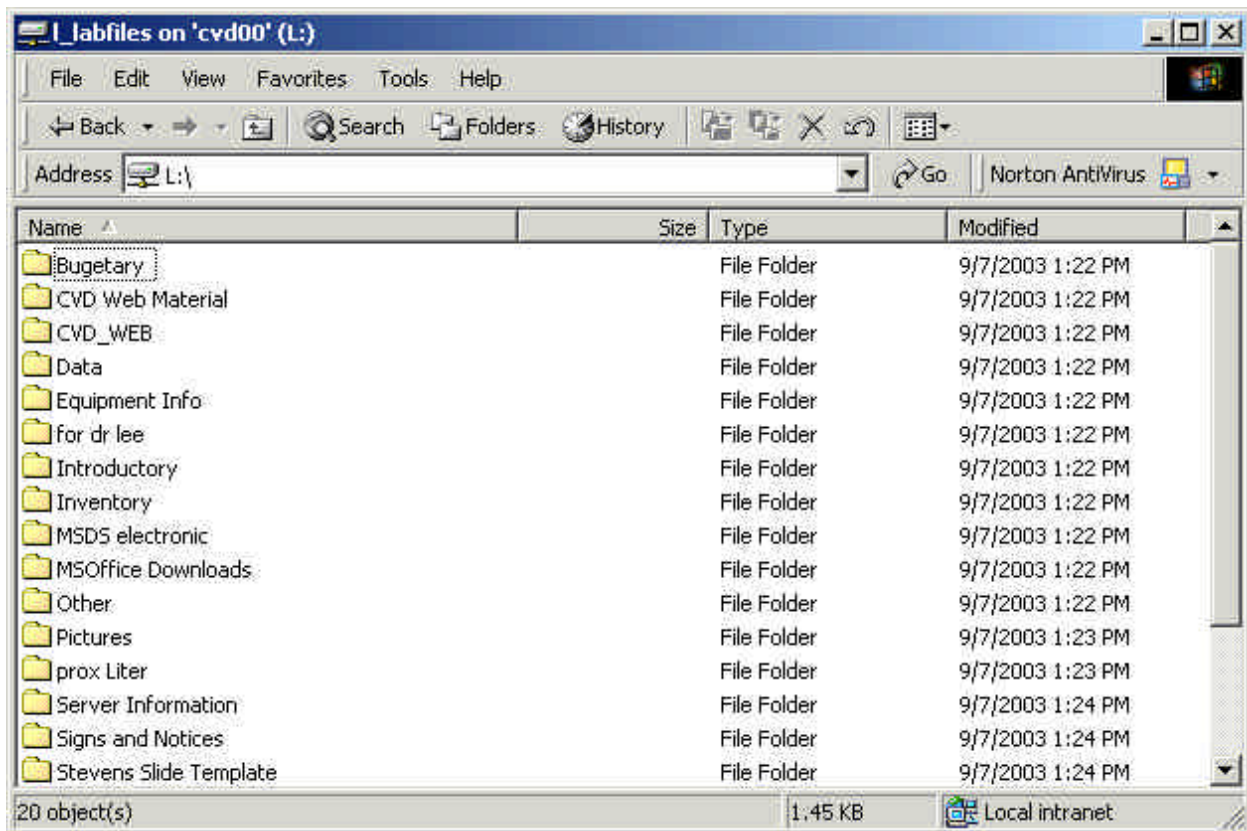 l_labfiles on 'cvd00' (L:)
File Edit View Favorites Tools Help
Back Search Folders History
Address L:\ Go Norton AntiVirus
Name Size Type Modified
Bugetary File Folder 9/7/2003 1:22 PM
CVD Web Material File Folder 9/7/2003 1:22 PM
CVD_WEB File Folder 9/7/2003 1:22 PM
Data File Folder 9/7/2003 1:22 PM
Equipment Info File Folder 9/7/2003 1:22 PM
for dr lee File Folder 9/7/2003 1:22 PM
Introductory File Folder 9/7/2003 1:22 PM
Inventory File Folder 9/7/2003 1:22 PM
MSDS electronic File Folder 9/7/2003 1:22 PM
MSOffice Downloads File Folder 9/7/2003 1:22 PM
Other File Folder 9/7/2003 1:22 PM
Pictures File Folder 9/7/2003 1:23 PM
prox Liter File Folder 9/7/2003 1:23 PM
Server Information File Folder 9/7/2003 1:24 PM
Signs and Notices File Folder 9/7/2003 1:24 PM
Stevens Slide Template File Folder 9/7/2003 1:24 PM
20 object(s) 1.45 KB Local intranet